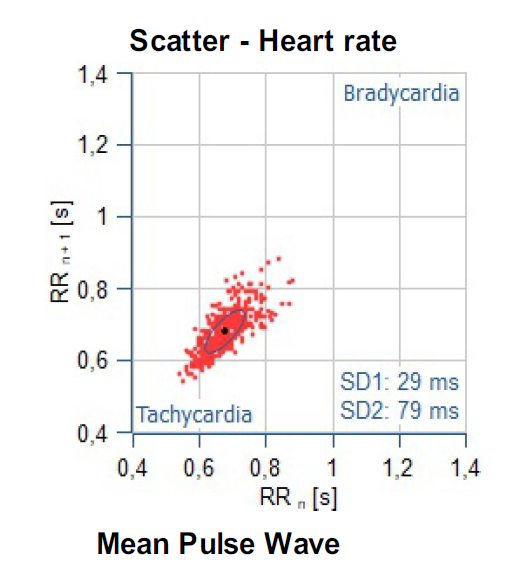 Scatter - Heart rate
1,4
Bradycardia
1,2
1
RR n+1 [s]
0,8
0,6
SD1: 29 ms
SD2: 79 ms
Tachycardia
0,4
0,4 0,6 0,8 1 1,2 1,4
RR n [s]
Mean Pulse Wave